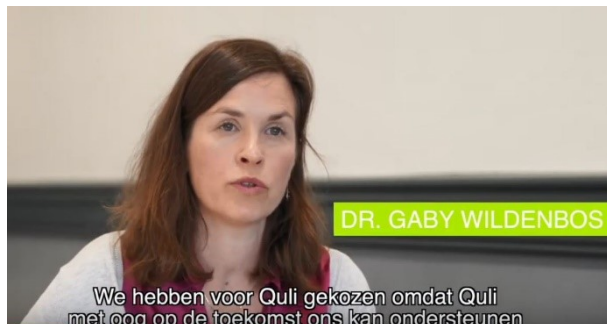 DR. GABY WILDENBOS
We hebben voor Quli gekozen omdat Quli
met oog op de toekomst ons kan ondersteunen